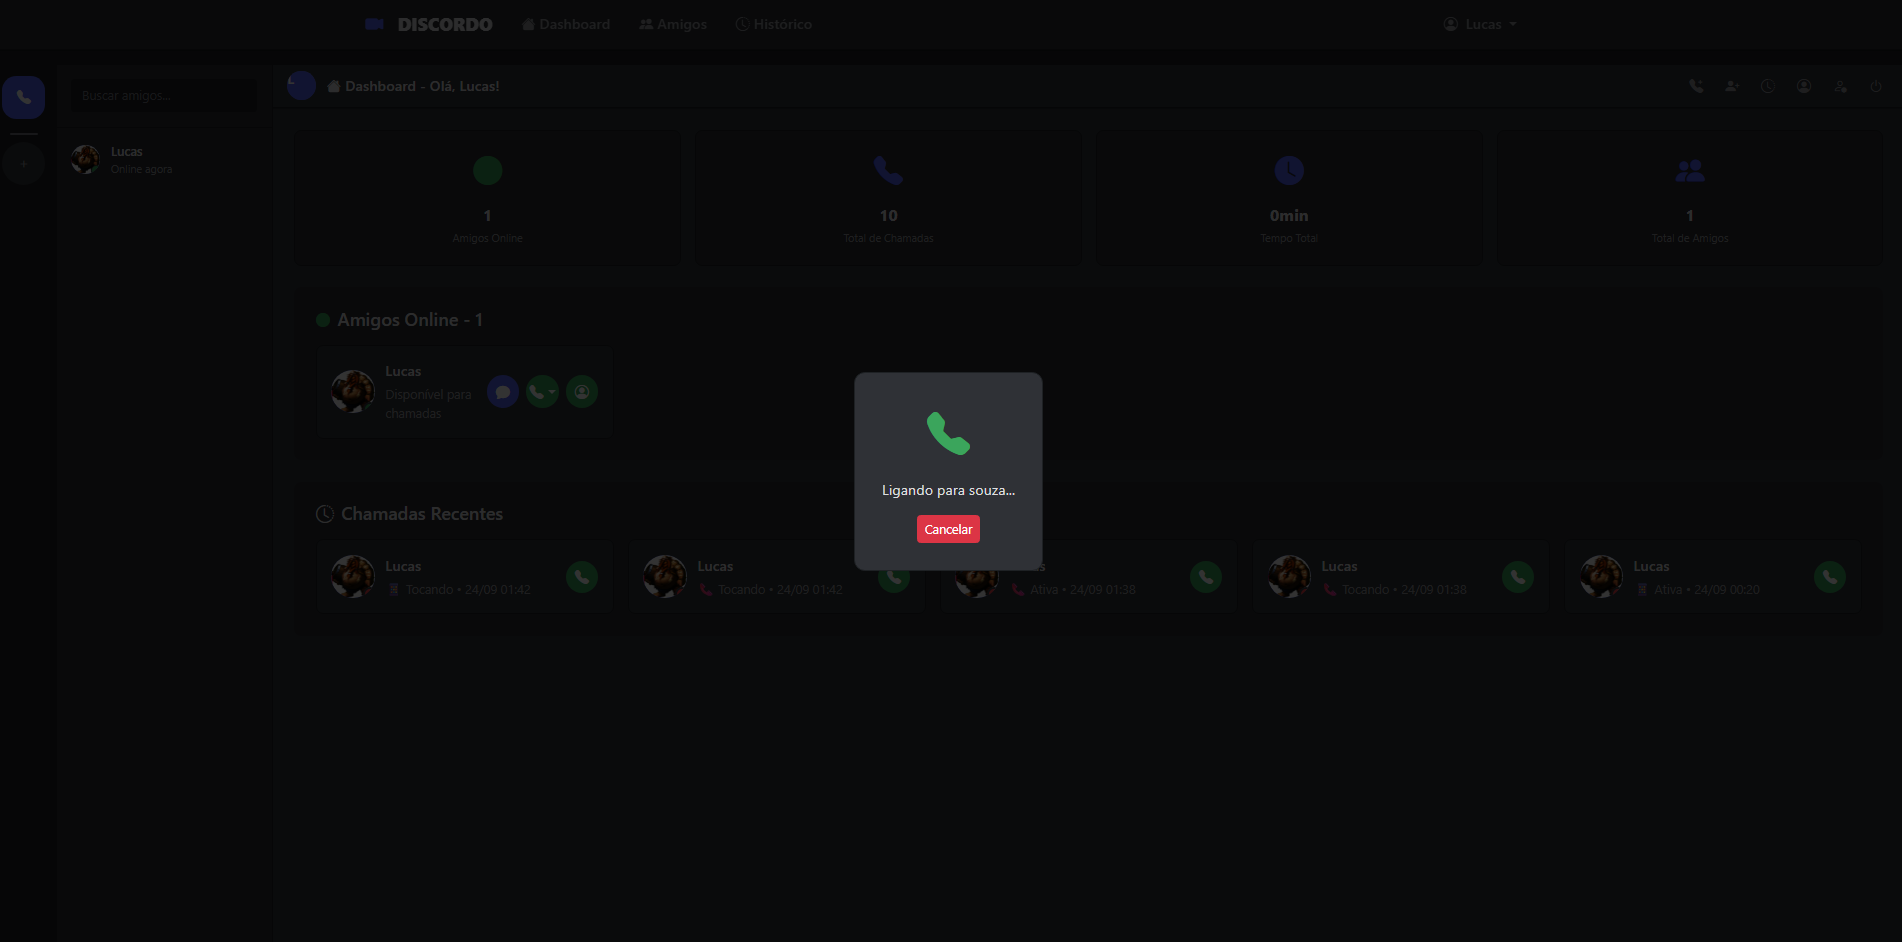 DISCORDO
Dashboard
Amigos
Histórico
Lucas
Buscar amigos...
Dashboard - Olá, Lucas!
Lucas
Online agora
1
Amigos Online
10
Total de Chamadas
0min
Tempo Total
1
Total de Amigos
Amigos Online - 1
Lucas
Disponível para
chamadas
Ligando para souza...
Cancelar
Chamadas Recentes
Lucas
Tocando • 24/09 01:42
Lucas
Tocando • 24/09 01:42
s
Ativa • 24/09 01:38
Lucas
Tocando • 24/09 01:38
Lucas
Ativa • 24/09 00:20